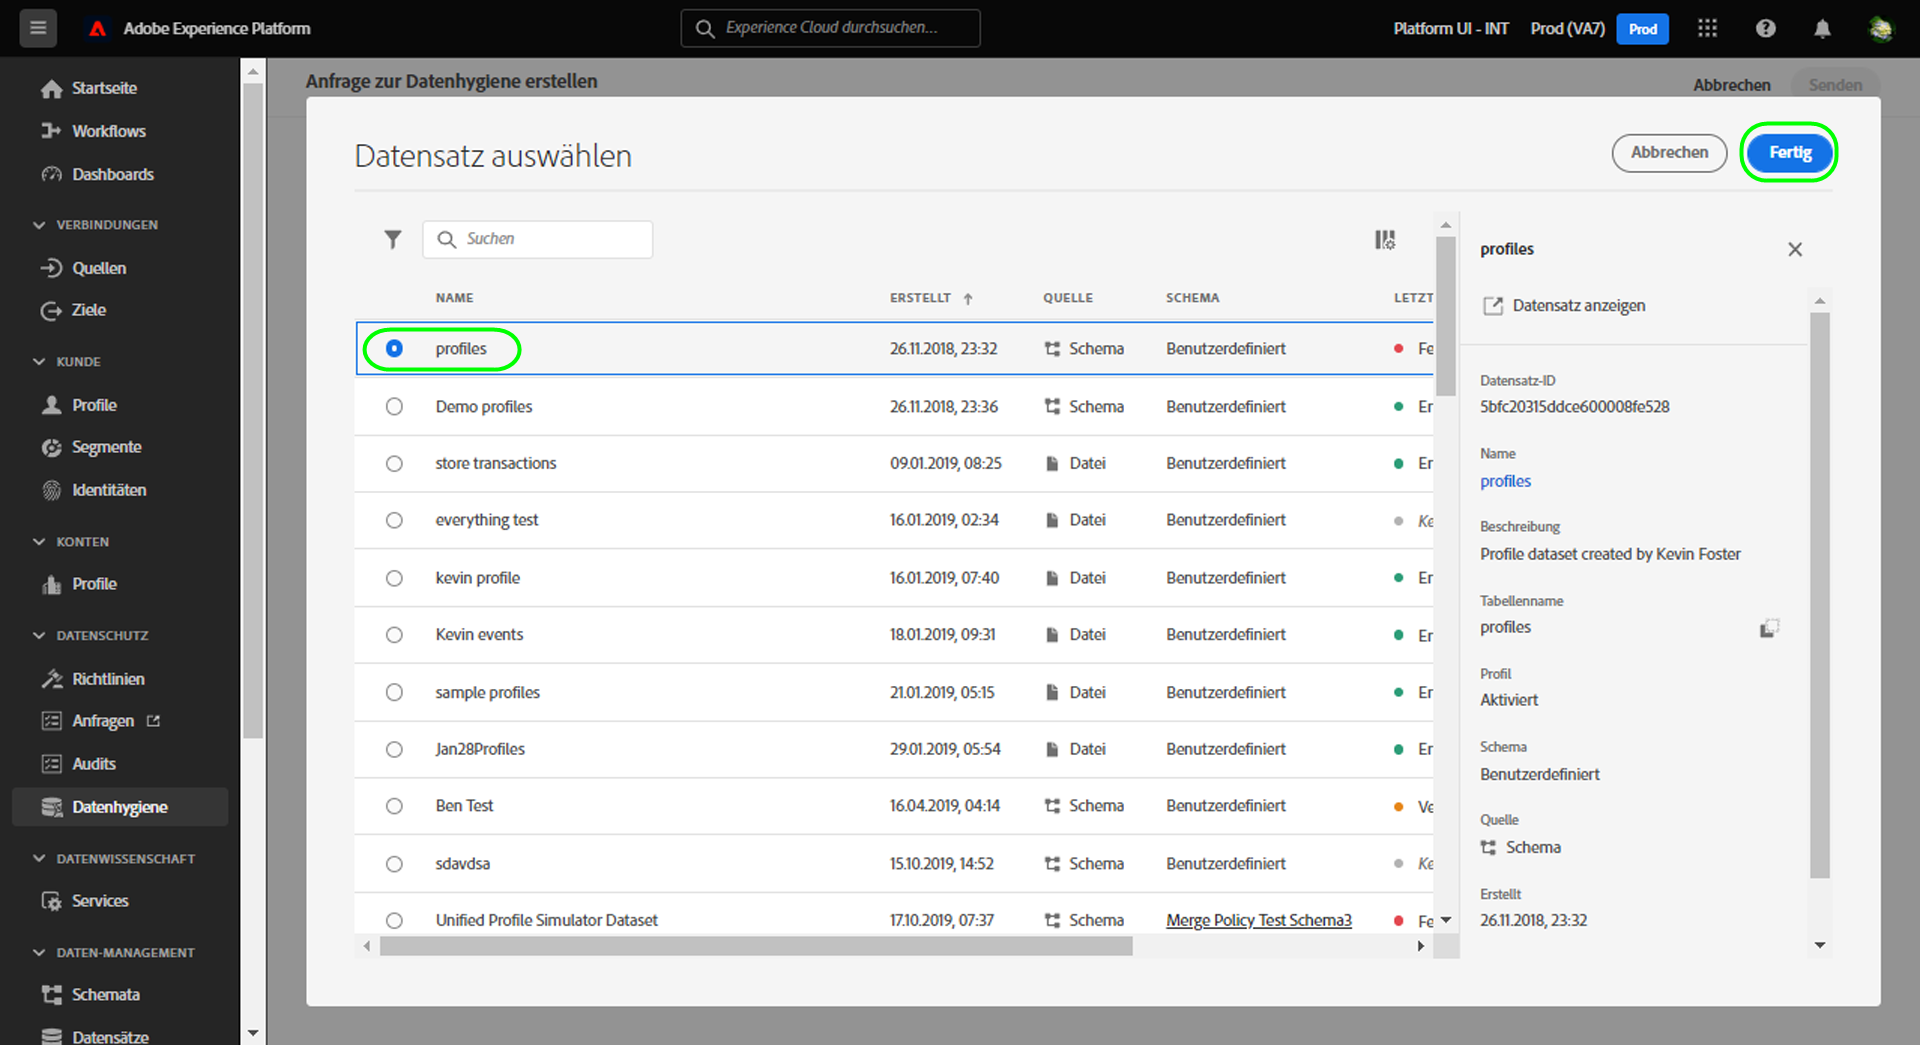 Adobe Experience Platform
Experience Cloud durchsuchen...
Platform UI - INT
Prod (VA7)
Prod
Startseite
Workflows
Dashboards
VERBINDUNGEN
Quellen
Ziele
KUNDE
Profile
Segmente
Identitäten
KONTEN
Profile
DATENSCHUTZ
Richtlinien
Anfragen
Audits
Datenhygiene
DATENWISSENSCHAFT
Services
DATEN-MANAGEMENT
Schemata
Datensätze
Anfrage zur Datenhygiene erstellen
Abbrechen
Senden
Datensatz auswählen
Abbrechen
Fertig
Suchen
NAME ERSTELLT QUELLE SCHEMA LETZT
profiles 26.11.2018, 23:32 Schema Benutzerdefiniert Fe
Demo profiles 26.11.2018, 23:36 Schema Benutzerdefiniert Er
store transactions 09.01.2019, 08:25 Datei Benutzerdefiniert Er
everything test 16.01.2019, 02:34 Datei Benutzerdefiniert Ke
kevin profile 16.01.2019, 07:40 Datei Benutzerdefiniert Er
Kevin events 18.01.2019, 09:31 Datei Benutzerdefiniert Er
sample profiles 21.01.2019, 05:15 Datei Benutzerdefiniert Er
Jan28Profiles 29.01.2019, 05:54 Datei Benutzerdefiniert Er
Ben Test 16.04.2019, 04:14 Schema Benutzerdefiniert Ve
sdavdsa 15.10.2019, 14:52 Schema Benutzerdefiniert Ke
Unified Profile Simulator Dataset 17.10.2019, 07:37 Schema Merge Policy Test Schema3 Fe
profiles
Datensatz anzeigen
Datensatz-ID
5bfc20315ddce600008fe528
Name
profiles
Beschreibung
Profile dataset created by Kevin Foster
Tabellenname
profiles
Profil
Aktiviert
Schema
Benutzerdefiniert
Quelle
Schema
Erstellt
26.11.2018, 23:32